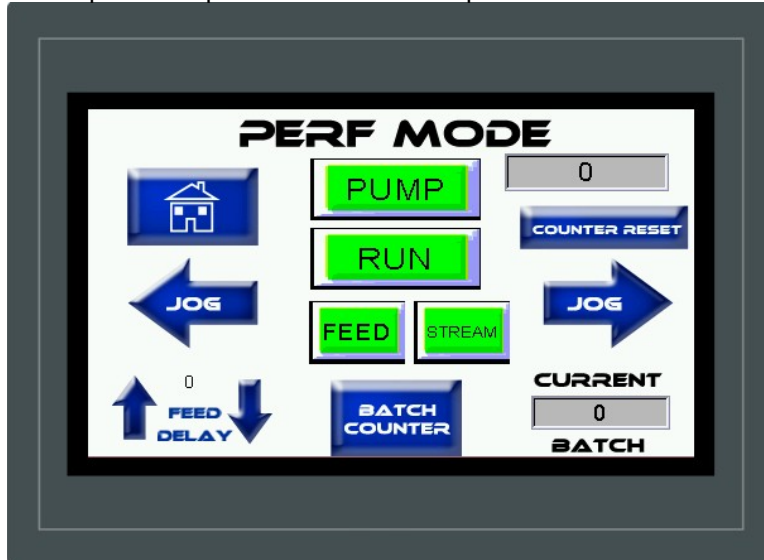 PERF MODE
PUMP
0
COUNTER RESET
RUN
JOG
JOG
FEED
STREAM
0
FEED
DELAY
BATCH
COUNTER
CURRENT
0
BATCH